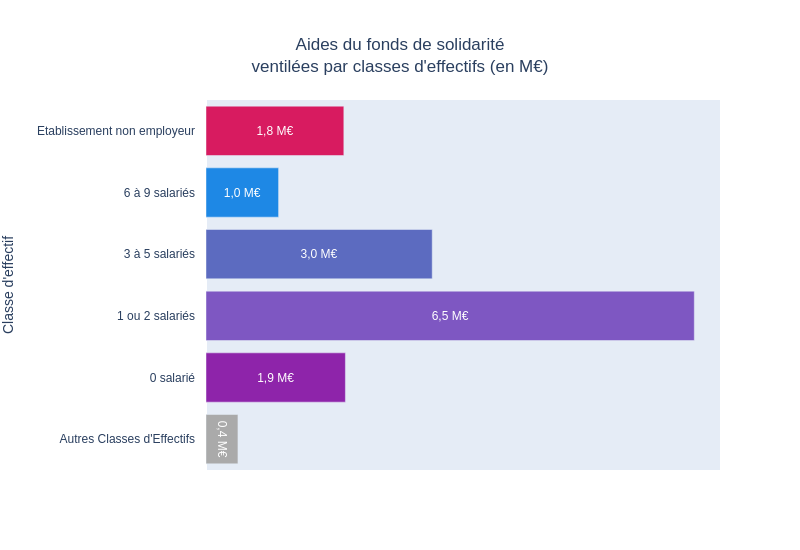 Aides du fonds de solidarité
ventilées par classes d'effectifs (en M€)
Classe d'effectif
Etablissement non employeur
1,8 M€
6 à 9 salariés
1,0 M€
3 à 5 salariés
3,0 M€
1 ou 2 salariés
6,5 M€
0 salarié
1,9 M€
Autres Classes d'Effectifs
0,4 M€